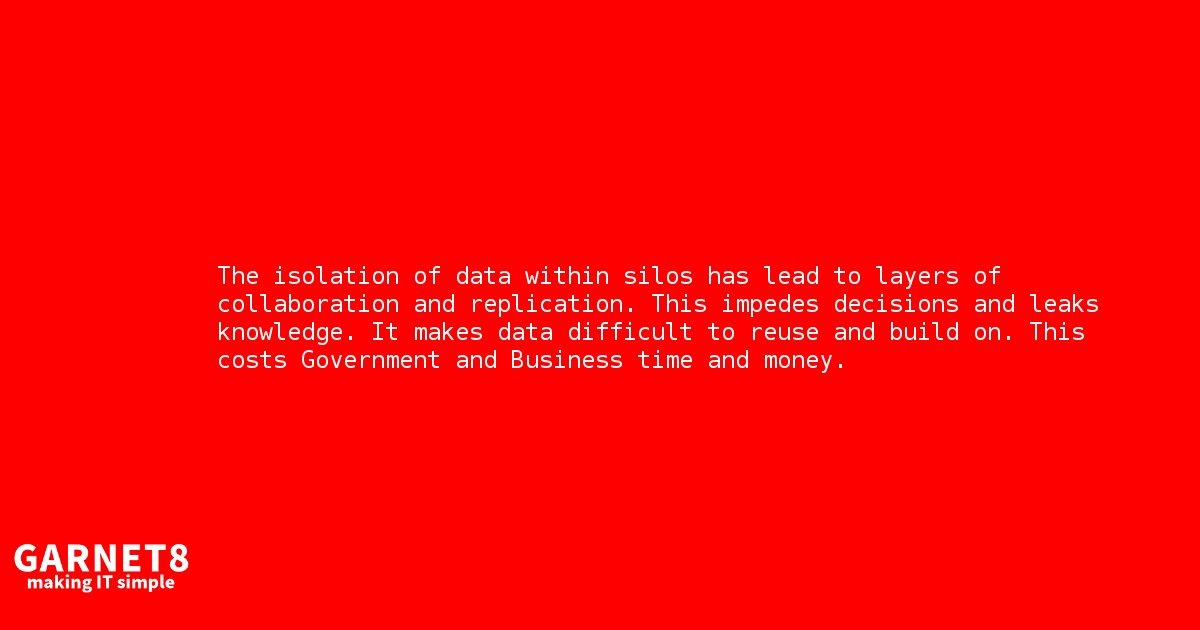 The isolation of data within silos has lead to layers of
collaboration and replication. This impedes decisions and leaks
knowledge. It makes data difficult to reuse and build on. This
costs Government and Business time and money.
GARNET8
making IT simple